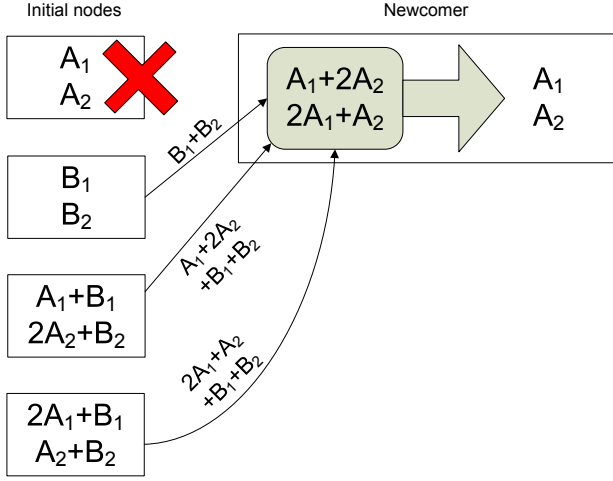 Initial nodes
Newcomer
A₁
A₂
A₁+2A₂
2A₁+A₂
A₁
A₂
B₁+B₂
B₁
B₂
A₁+2A₂
+B₁+B₂
A₁+B₁
2A₂+B₂
2A₁+A₂
+B₁+B₂
2A₁+B₁
A₂+B₂